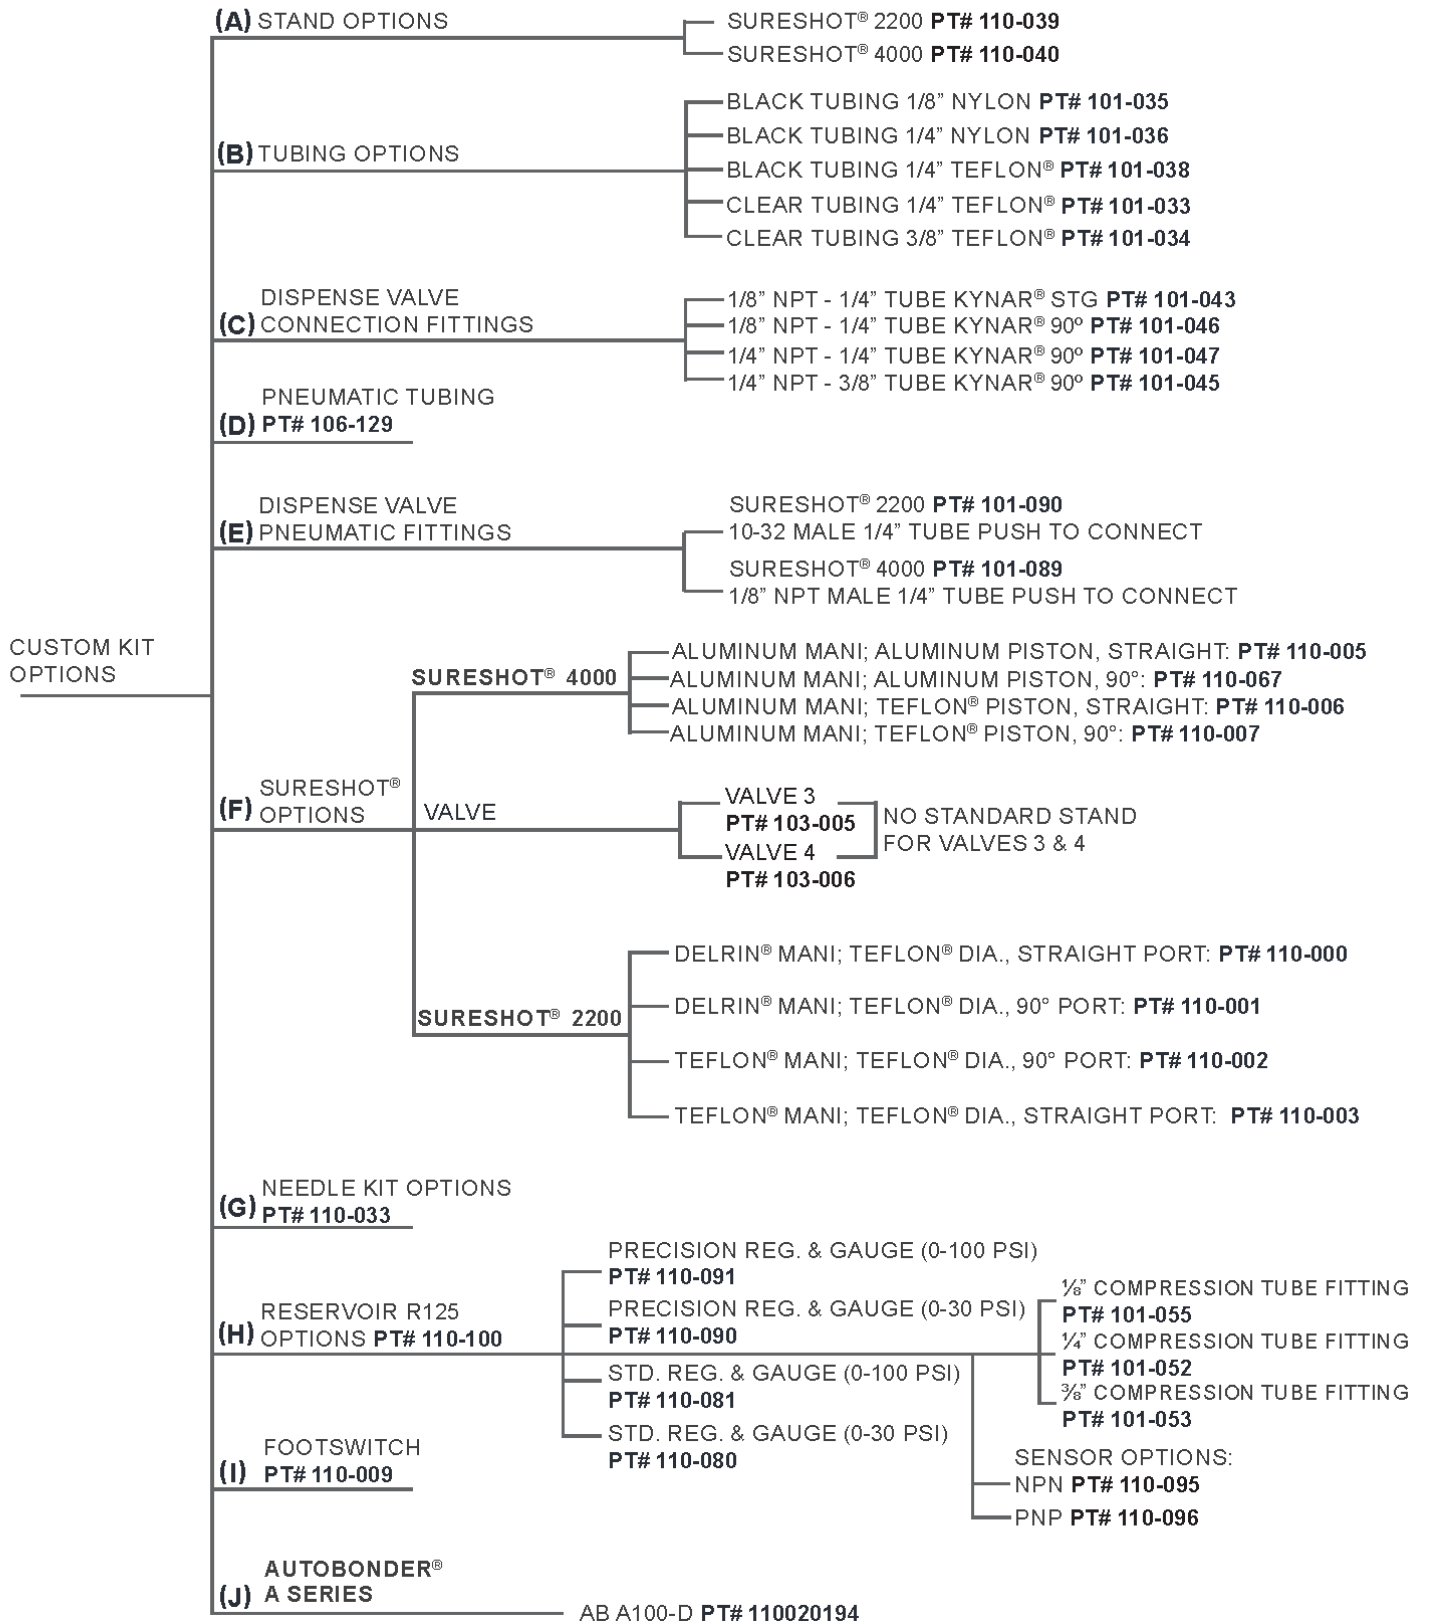 (A) STAND OPTIONS
SURESHOT® 2200 PT# 110-039
SURESHOT® 4000 PT# 110-040
(B) TUBING OPTIONS
BLACK TUBING 1/8” NYLON PT# 101-035
BLACK TUBING 1/4” NYLON PT# 101-036
BLACK TUBING 1/4” TEFLON® PT# 101-038
CLEAR TUBING 1/4” TEFLON® PT# 101-033
CLEAR TUBING 3/8” TEFLON® PT# 101-034
DISPENSE VALVE
(C) CONNECTION FITTINGS
1/8” NPT - 1/4” TUBE KYNAR® STG PT# 101-043
1/8” NPT - 1/4” TUBE KYNAR® 90º PT# 101-046
1/4” NPT - 1/4” TUBE KYNAR® 90º PT# 101-047
1/4” NPT - 3/8” TUBE KYNAR® 90º PT# 101-045
PNEUMATIC TUBING
(D) PT# 106-129
DISPENSE VALVE
(E) PNEUMATIC FITTINGS
SURESHOT® 2200 PT# 101-090
10-32 MALE 1/4” TUBE PUSH TO CONNECT
SURESHOT® 4000 PT# 101-089
1/8” NPT MALE 1/4” TUBE PUSH TO CONNECT
CUSTOM KIT
OPTIONS
(F) SURESHOT®
OPTIONS
SURESHOT® 4000
ALUMINUM MANI; ALUMINUM PISTON, STRAIGHT: PT# 110-005
ALUMINUM MANI; ALUMINUM PISTON, 90°: PT# 110-067
ALUMINUM MANI; TEFLON® PISTON, STRAIGHT: PT# 110-006
ALUMINUM MANI; TEFLON® PISTON, 90°: PT# 110-007
VALVE
VALVE 3
PT# 103-005
VALVE 4
PT# 103-006
NO STANDARD STAND
FOR VALVES 3 & 4
SURESHOT® 2200
DELRIN® MANI; TEFLON® DIA., STRAIGHT PORT: PT# 110-000
DELRIN® MANI; TEFLON® DIA., 90° PORT: PT# 110-001
TEFLON® MANI; TEFLON® DIA., 90° PORT: PT# 110-002
TEFLON® MANI; TEFLON® DIA., STRAIGHT PORT: PT# 110-003
NEEDLE KIT OPTIONS
(G) PT# 110-033
RESERVOIR R125
(H) OPTIONS PT# 110-100
PRECISION REG. & GAUGE (0-100 PSI)
PT# 110-091
PRECISION REG. & GAUGE (0-30 PSI)
PT# 110-090
STD. REG. & GAUGE (0-100 PSI)
PT# 110-081
STD. REG. & GAUGE (0-30 PSI)
PT# 110-080
⅛” COMPRESSION TUBE FITTING
PT# 101-055
¼” COMPRESSION TUBE FITTING
PT# 101-052
⅜” COMPRESSION TUBE FITTING
PT# 101-053
SENSOR OPTIONS:
NPN PT# 110-095
PNP PT# 110-096
FOOTSWITCH
(I) PT# 110-009
AUTOBONDER®
(J) A SERIES
AB A100-D PT# 110020194